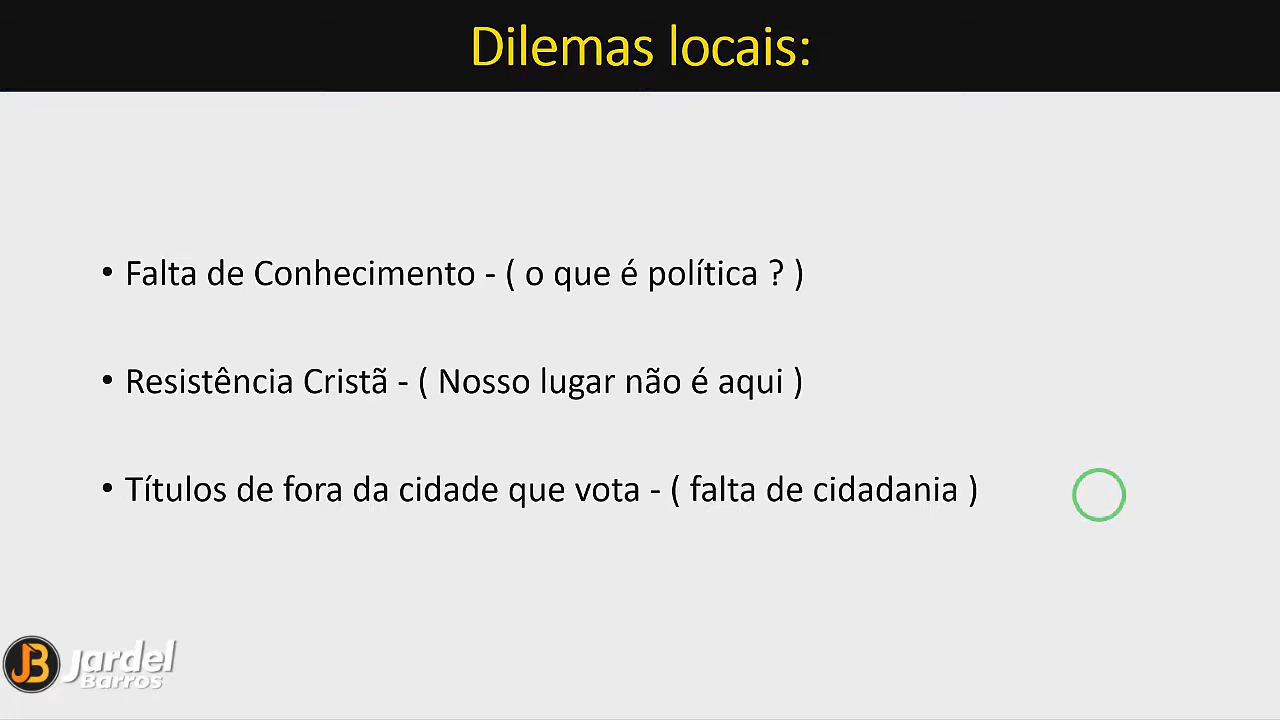 Dilemas locais:
• Falta de Conhecimento - ( o que é política ? )
• Resistência Cristã - ( Nosso lugar não é aqui )
• Títulos de fora da cidade que vota - ( falta de cidadania )
JB Jardel
Barros